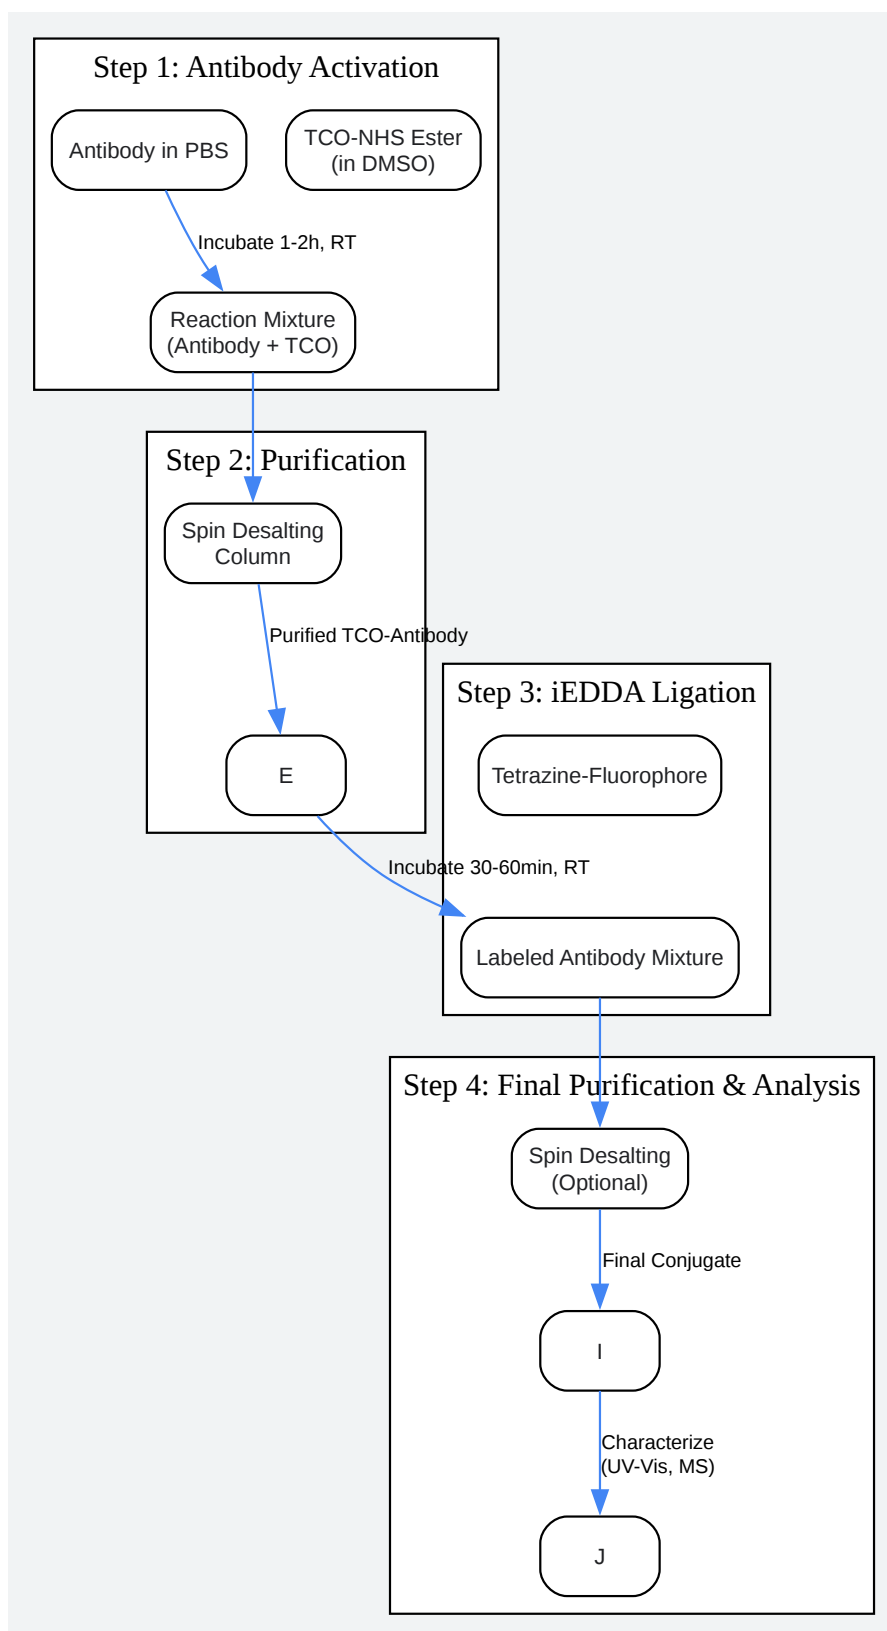 Step 1: Antibody Activation
Antibody in PBS
TCO-NHS Ester
(in DMSO)
Incubate 1-2h, RT
Reaction Mixture
(Antibody + TCO)
Step 2: Purification
Spin Desalting
Column
Purified TCO-Antibody
E
Step 3: iEDDA Ligation
Tetrazine-Fluorophore
Incubate 30-60min, RT
Labeled Antibody Mixture
Step 4: Final Purification & Analysis
Spin Desalting
(Optional)
Final Conjugate
I
Characterize
(UV-Vis, MS)
J